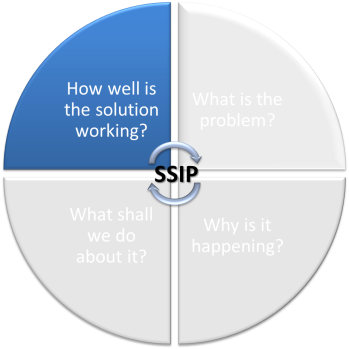 How well is
the solution
working?
What is the
problem?
SSIP
What shall
we do
about it?
Why is it
happening?